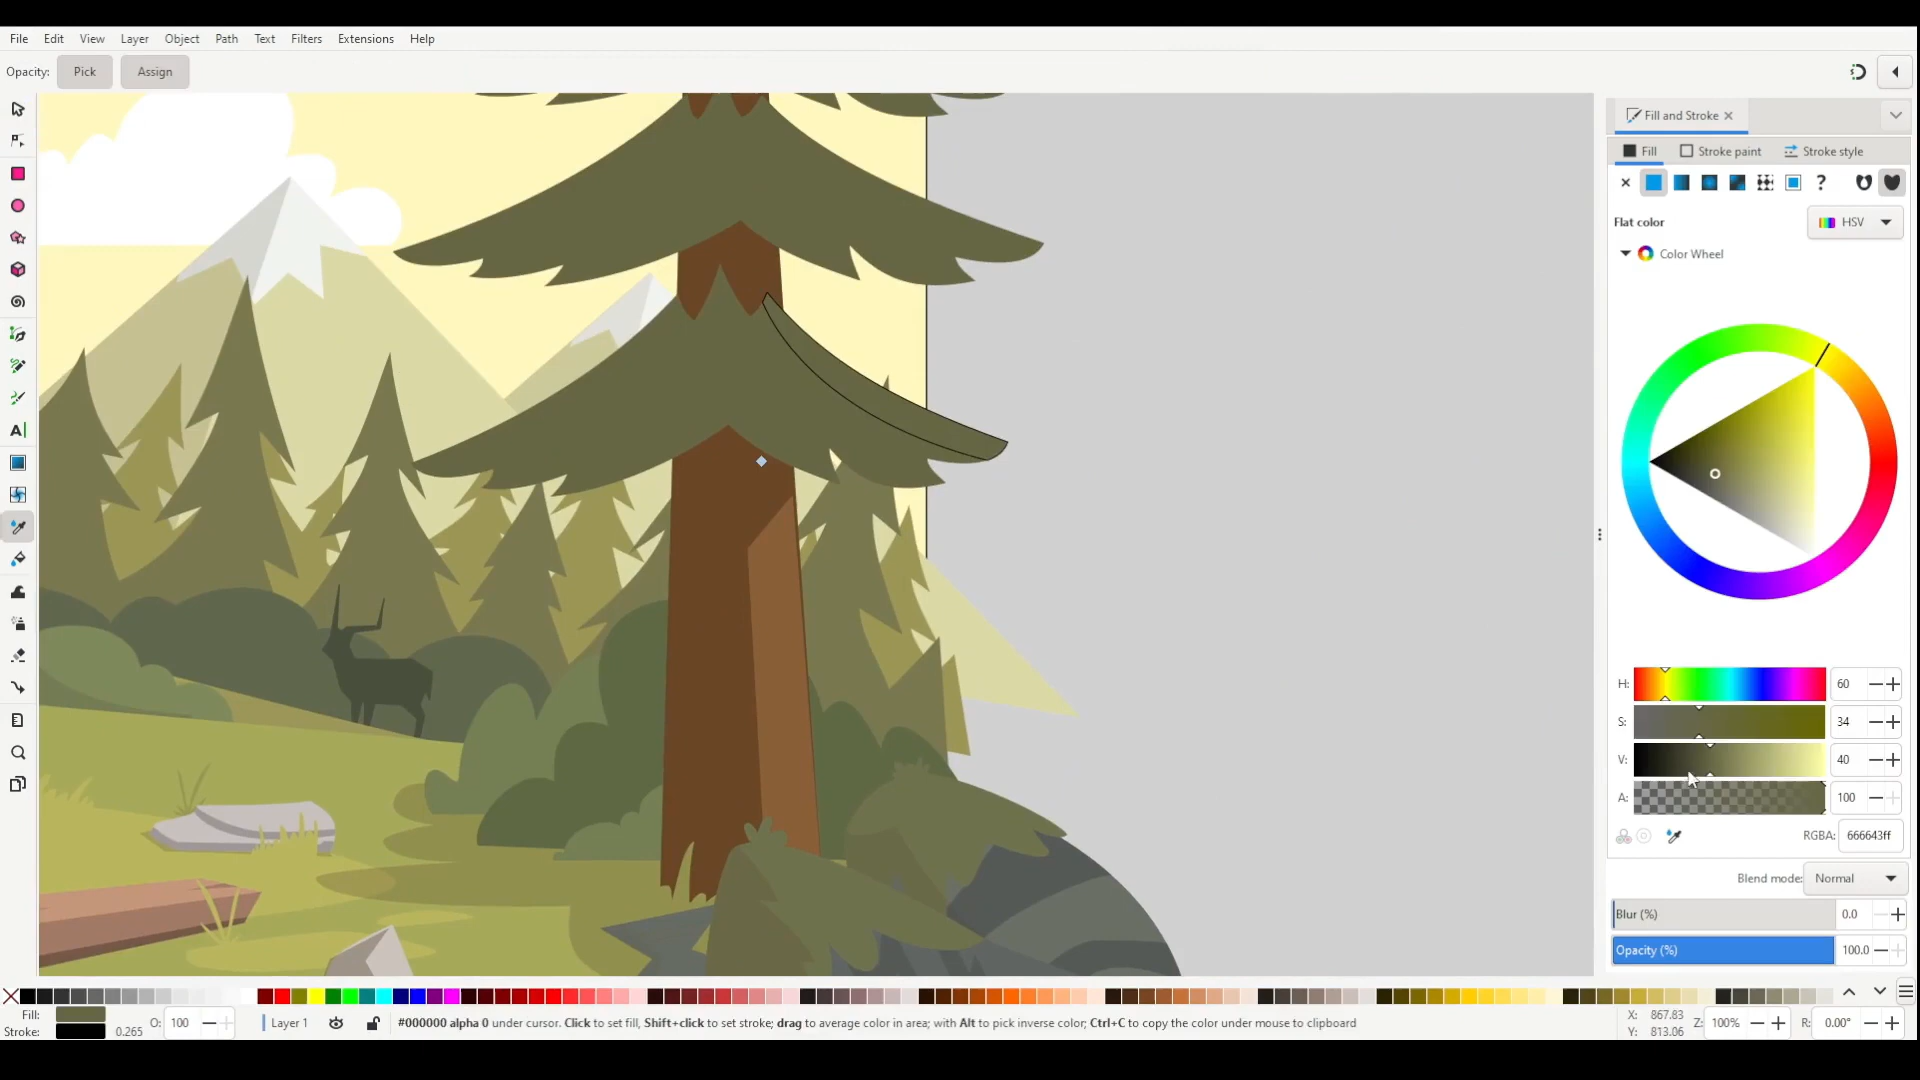 File Edit View Layer Object Path Text Filters Extensions Help
Opacity: Pick Assign
Fill and Stroke
Fill Stroke paint Stroke style
?
Flat color HSV
Color Wheel
A
H: 60
S: 34
V: 40
A: 100
RGBA: 666643ff
Blend mode: Normal
Blur (%) 0.0
Opacity (%) 100.0
Fill:
Stroke: 0.265 O: 100 Layer 1 #000000 alpha 0 under cursor. Click to set fill, Shift+click to set stroke; drag to average color in area; with Alt to pick inverse color; Ctrl+C to copy the color under mouse to clipboard
X: 867.83
Y: 813.06
Z: 100% R: 0.00°